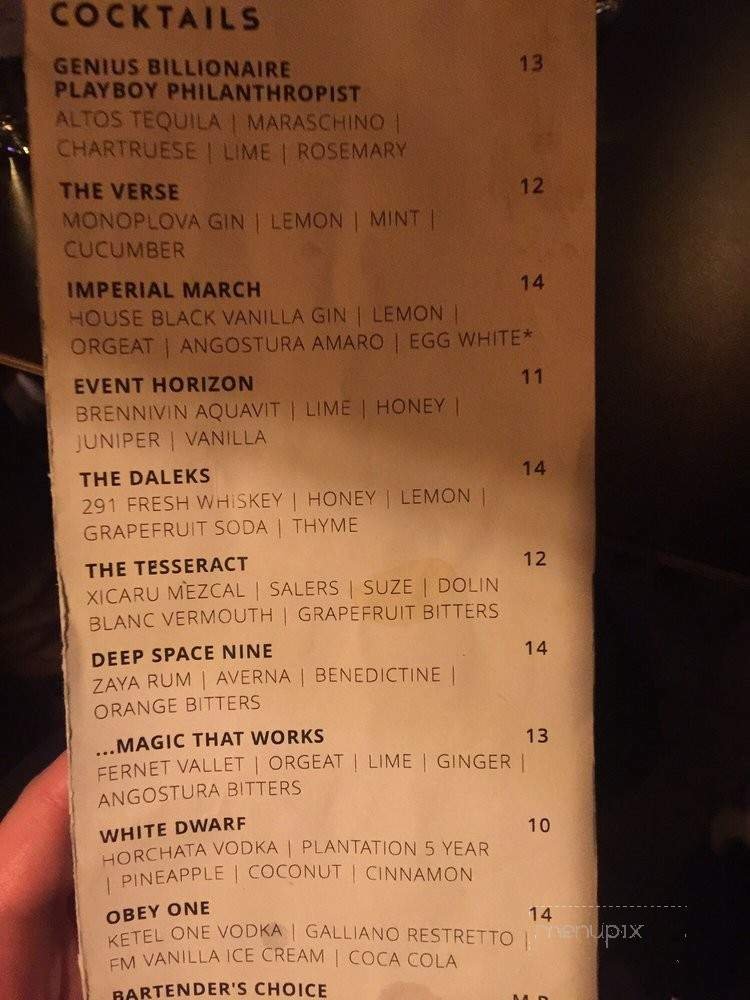 COCKTAILS
GENIUS BILLIONAIRE 13
PLAYBOY PHILANTHROPIST
ALTOS TEQUILA | MARASCHINO |
CHARTRUESE | LIME | ROSEMARY
THE VERSE 12
MONOPLOVA GIN | LEMON | MINT |
CUCUMBER
IMPERIAL MARCH 14
HOUSE BLACK VANILLA GIN | LEMON |
ORGEAT | ANGOSTURA AMARO | EGG WHITE*
EVENT HORIZON 11
BRENNIVIN AQUAVIT | LIME | HONEY |
JUNIPER | VANILLA
THE DALEKS 14
291 FRESH WHISKEY | HONEY | LEMON |
GRAPEFRUIT SODA | THYME
THE TESSERACT 12
XICARU MEZCAL | SALERS | SUZE | DOLIN
BLANC VERMOUTH | GRAPEFRUIT BITTERS
DEEP SPACE NINE 14
ZAYA RUM | AVERNA | BENEDICTINE |
ORANGE BITTERS
...MAGIC THAT WORKS 13
FERNET VALLET | ORGEAT | LIME | GINGER |
ANGOSTURA BITTERS
WHITE DWARF 10
HORCHATA VODKA | PLANTATION 5 YEAR
| PINEAPPLE | COCONUT | CINNAMON
OBEY ONE 14
KETEL ONE VODKA | GALLIANO RESTRETTO |
FM VANILLA ICE CREAM | COCA COLA
BARTENDER'S CHOICE M.P.
menupix